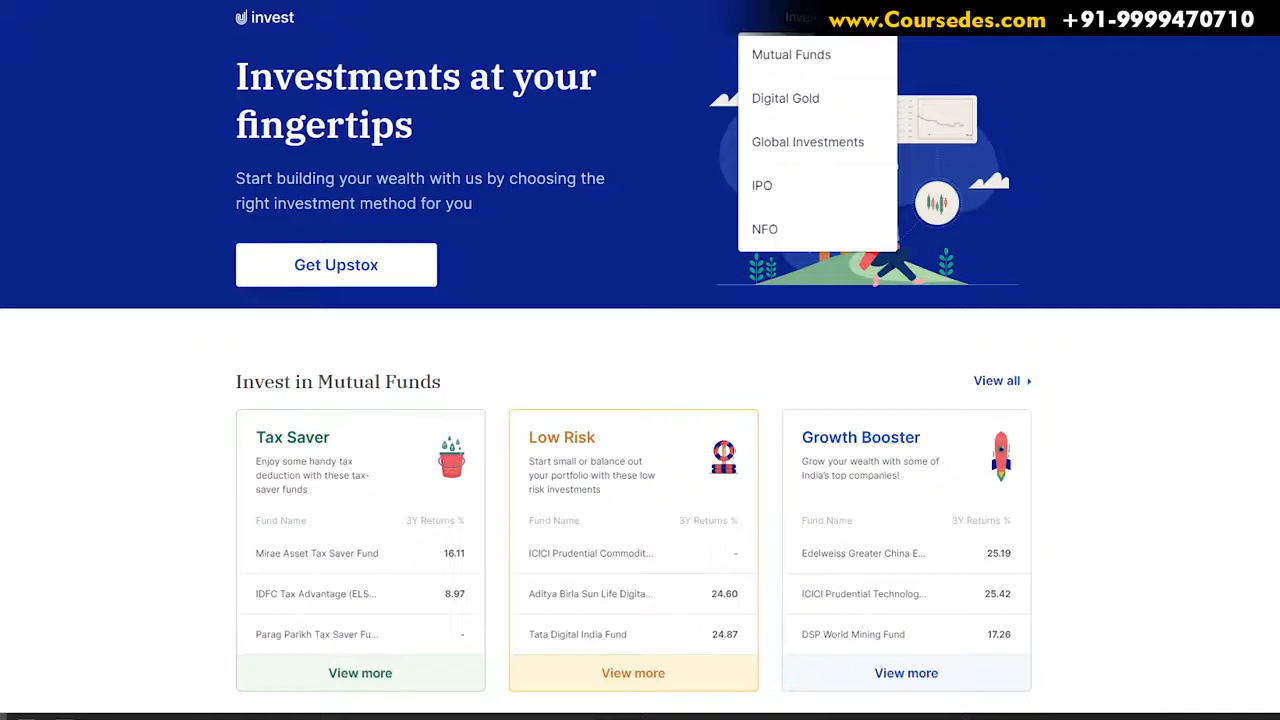 invest
www.Coursedes.com +91-9999470710
Mutual Funds
Digital Gold
Global Investments
IPO
NFO
Investments at your
fingertips
Start building your wealth with us by choosing the
right investment method for you
Get Upstox
Invest in Mutual Funds
View all
Tax Saver
Enjoy some handy tax
deduction with these tax-
saver funds
Fund Name 3Y Returns %
Mirae Asset Tax Saver Fund 16.11
IDFC Tax Advantage (ELS... 8.97
Parag Parikh Tax Saver Fu... -
View more
Low Risk
Start small or balance out
your portfolio with these low
risk investments
Fund Name 3Y Returns %
ICICI Prudential Commodit... -
Aditya Birla Sun Life Digita... 24.60
Tata Digital India Fund 24.87
View more
Growth Booster
Grow your wealth with some of
India's top companies!
Fund Name 3Y Returns %
Edelweiss Greater China E... 25.19
ICICI Prudential Technolog... 25.42
DSP World Mining Fund 17.26
View more